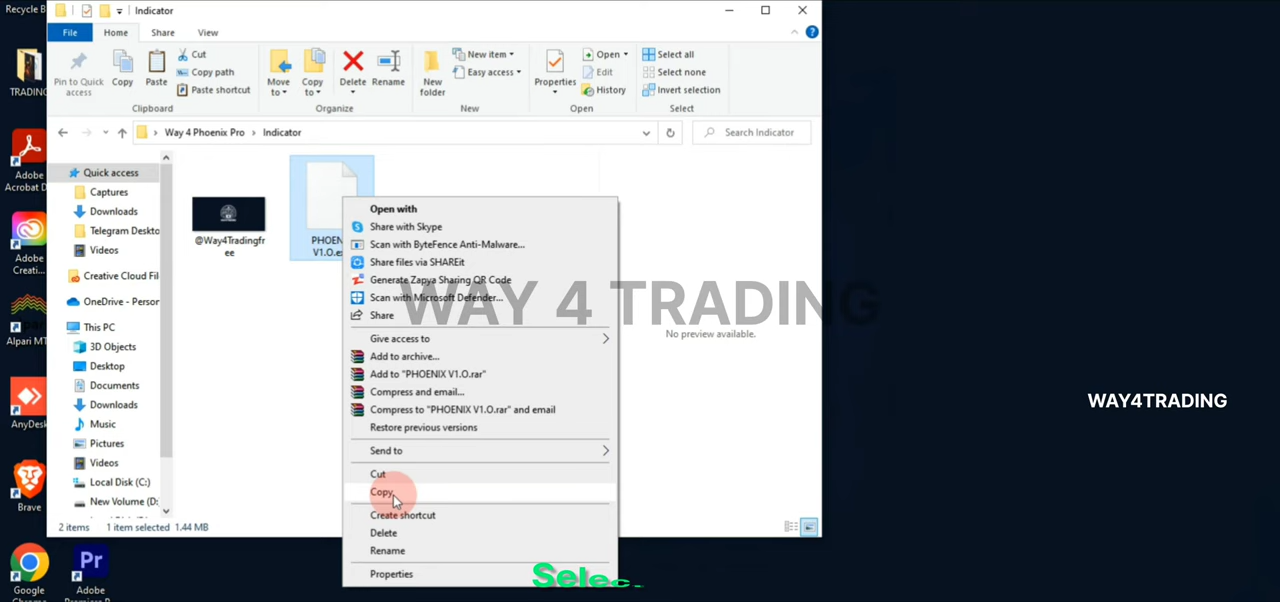 Recycle B
Indicator
File
Home
Share
View
Pin to Quick access
Copy
Paste
Cut
Copy path
Paste shortcut
Clipboard
Move to
Copy to
Delete
Rename
Organize
New folder
New item
Easy access
New
Properties
Open
Edit
History
Open
Select all
Select none
Invert selection
Select
Way 4 Phoenix Pro > Indicator
Search Indicator
TRADING
Adobe
Acrobat D
Adobe
Creati...
Alpari MT
AnyDesk
Brave
Google
Adobe
Pr
Quick access
Captures
Downloads
Telegram Deskto
Videos
Creative Cloud Fil
OneDrive - Person
This PC
3D Objects
Desktop
Documents
Downloads
Music
Pictures
Videos
Local Disk (C:)
New Volume (D:
@Way4Tradingfr
ee
PHOEN
V1.O.e
Open with
Share with Skype
Scan with ByteFence Anti-Malware...
Share files via SHAREit
Generate Zapya Sharing QR Code
Scan with Microsoft Defender...
Share
Give access to
Add to archive...
Add to "PHOENIX V1.O.rar"
Compress and email...
Compress to "PHOENIX V1.O.rar" and email
Restore previous versions
Send to
Cut
Copy
Create shortcut
Delete
Rename
Properties
WAY 4 TRADING
No preview available.
WAY4TRADING
2 items
1 item selected 1.44 MB
Selec